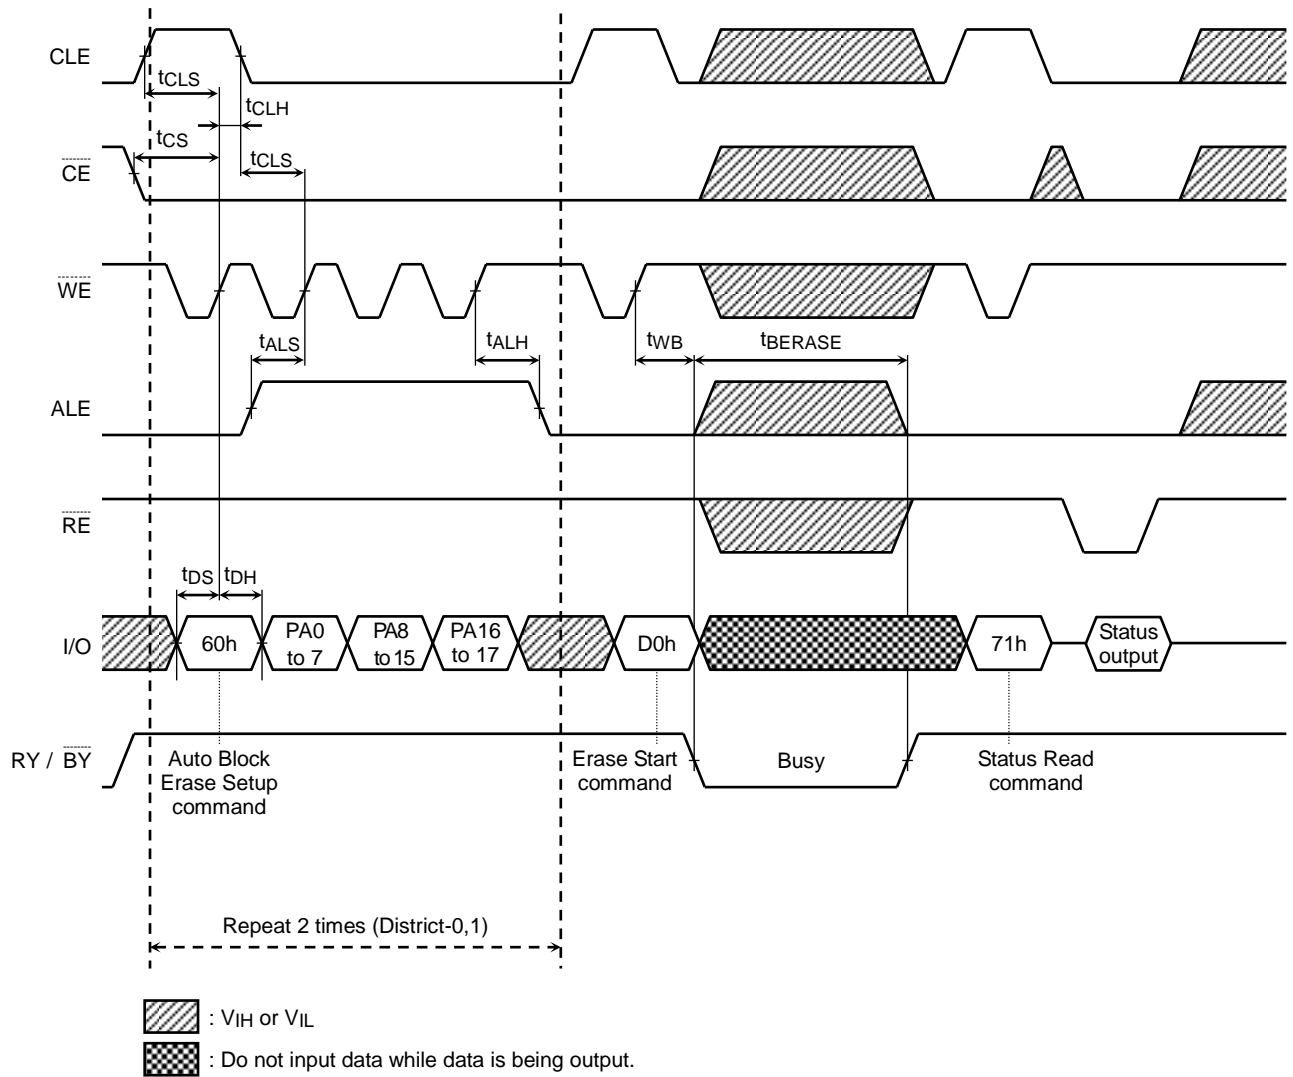 CLE
tCLS
tCLH
tCS
tCLS
CE
WE
tALS
tALH
tWB
tBERASE
ALE
RE
tDS
tDH
I/O
60h
PA0
to 7
PA8
to 15
PA16
to 17
D0h
71h
Status
output
RY / BY
Auto Block
Erase Setup
command
Erase Start
command
Busy
Status Read
command
Repeat 2 times (District-0,1)
: VIH or VIL
: Do not input data while data is being output.